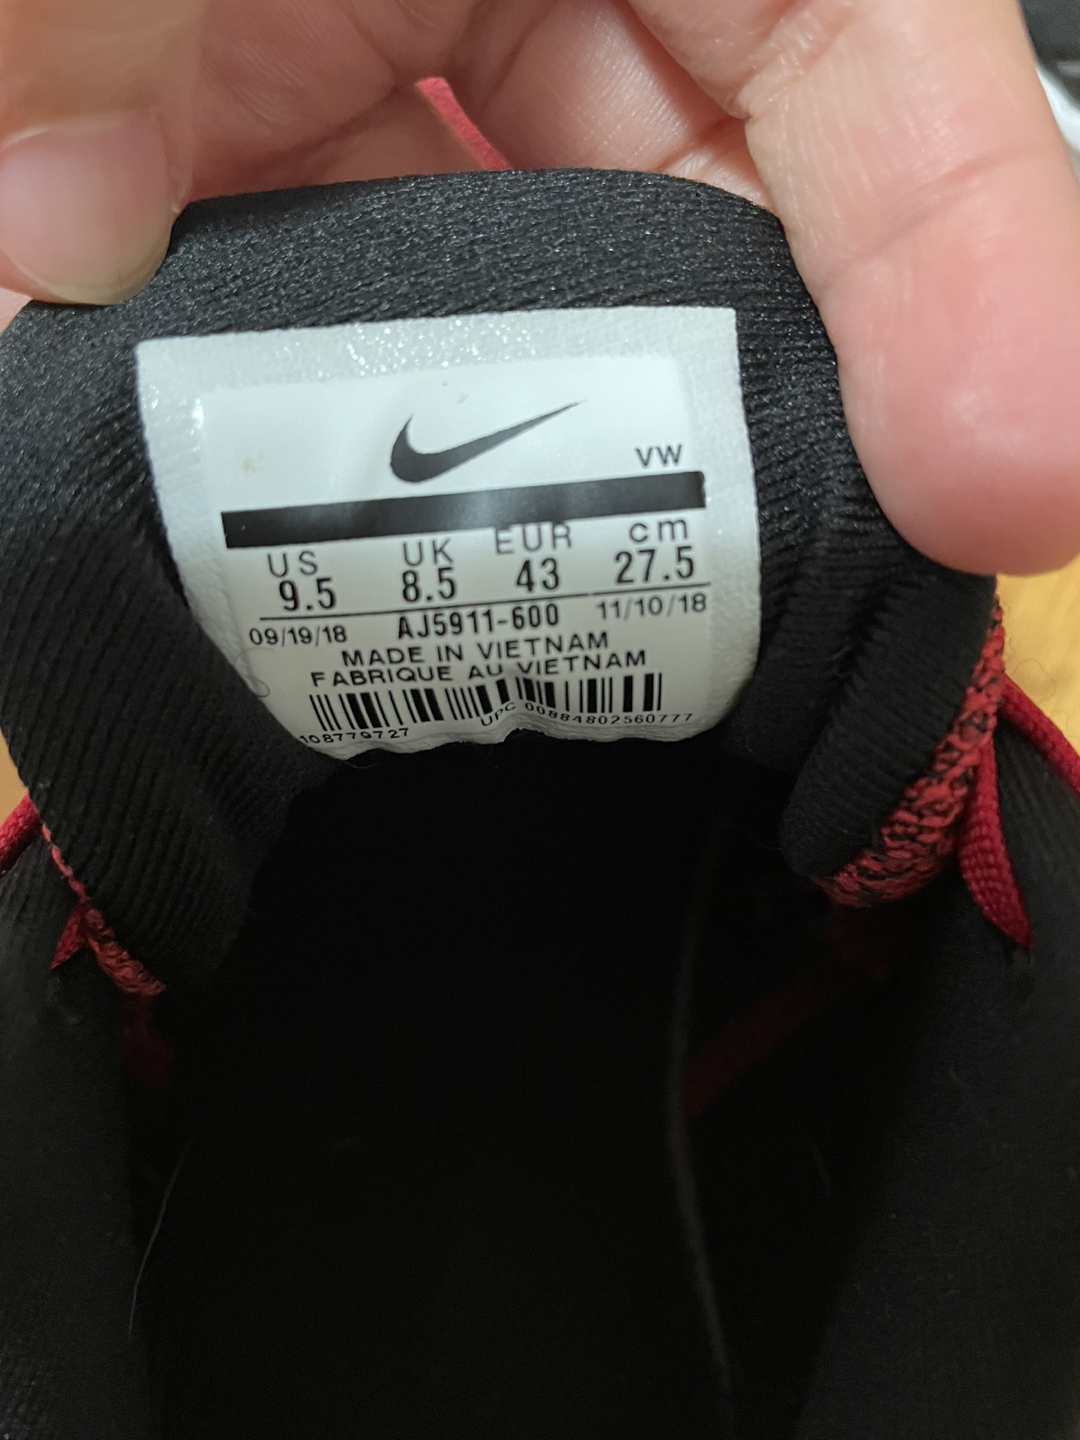 VW
US UK EUR cm
9.5 8.5 43 27.5
09/19/18 AJ5911-600 11/10/18
MADE IN VIETNAM
FABRIQUE AU VIETNAM
UPC 00884802560777
108779727